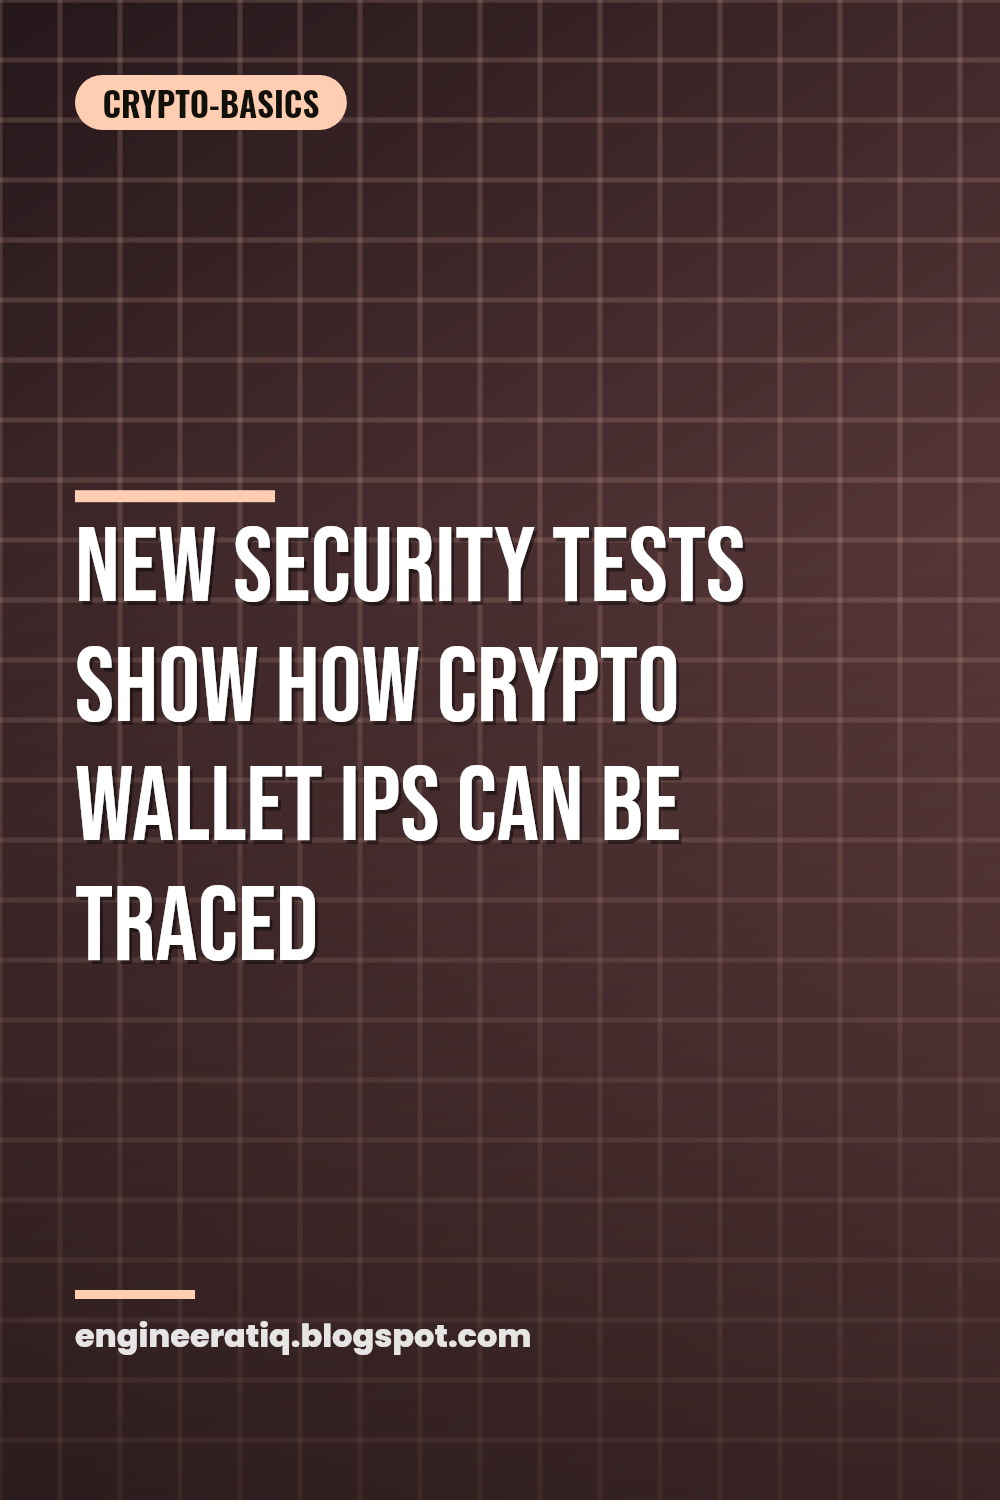 CRYPTO-BASICS
NEW SECURITY TESTS
SHOW HOW CRYPTO
WALLET IPS CAN BE
TRACED
engineeratiq.blogspot.com